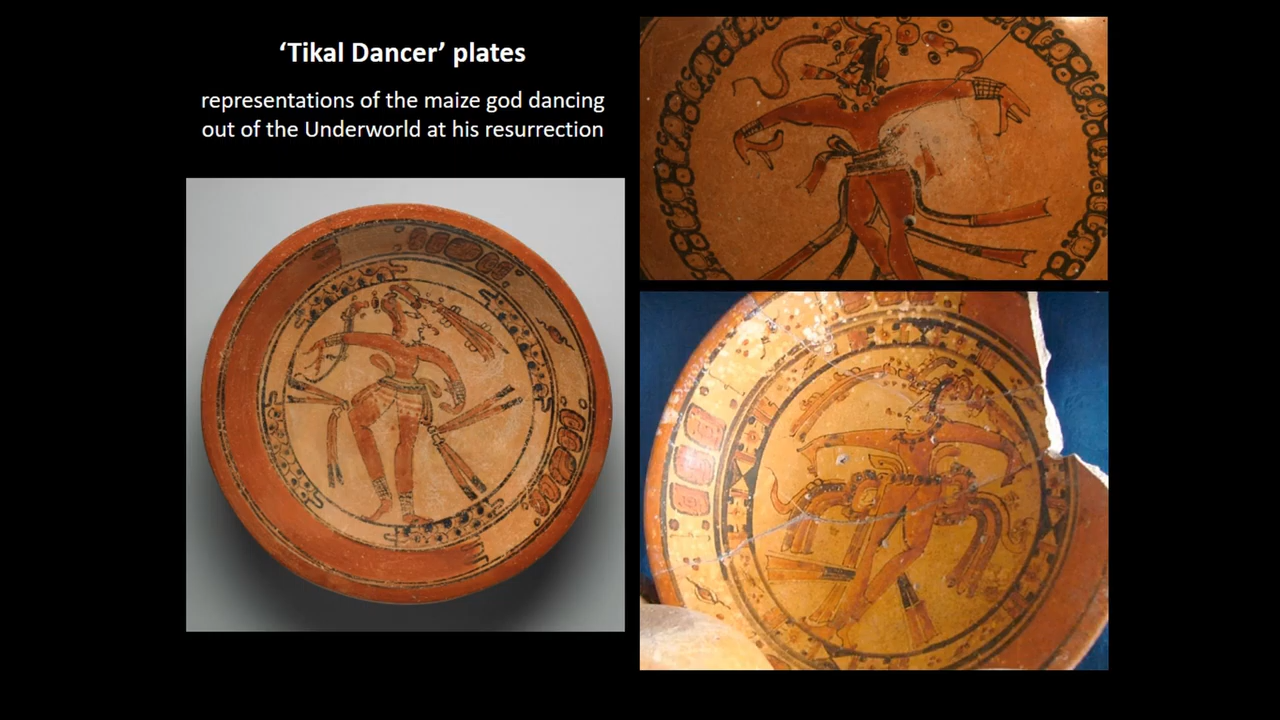 ‘Tikal Dancer’ plates
representations of the maize god dancing
out of the Underworld at his resurrection